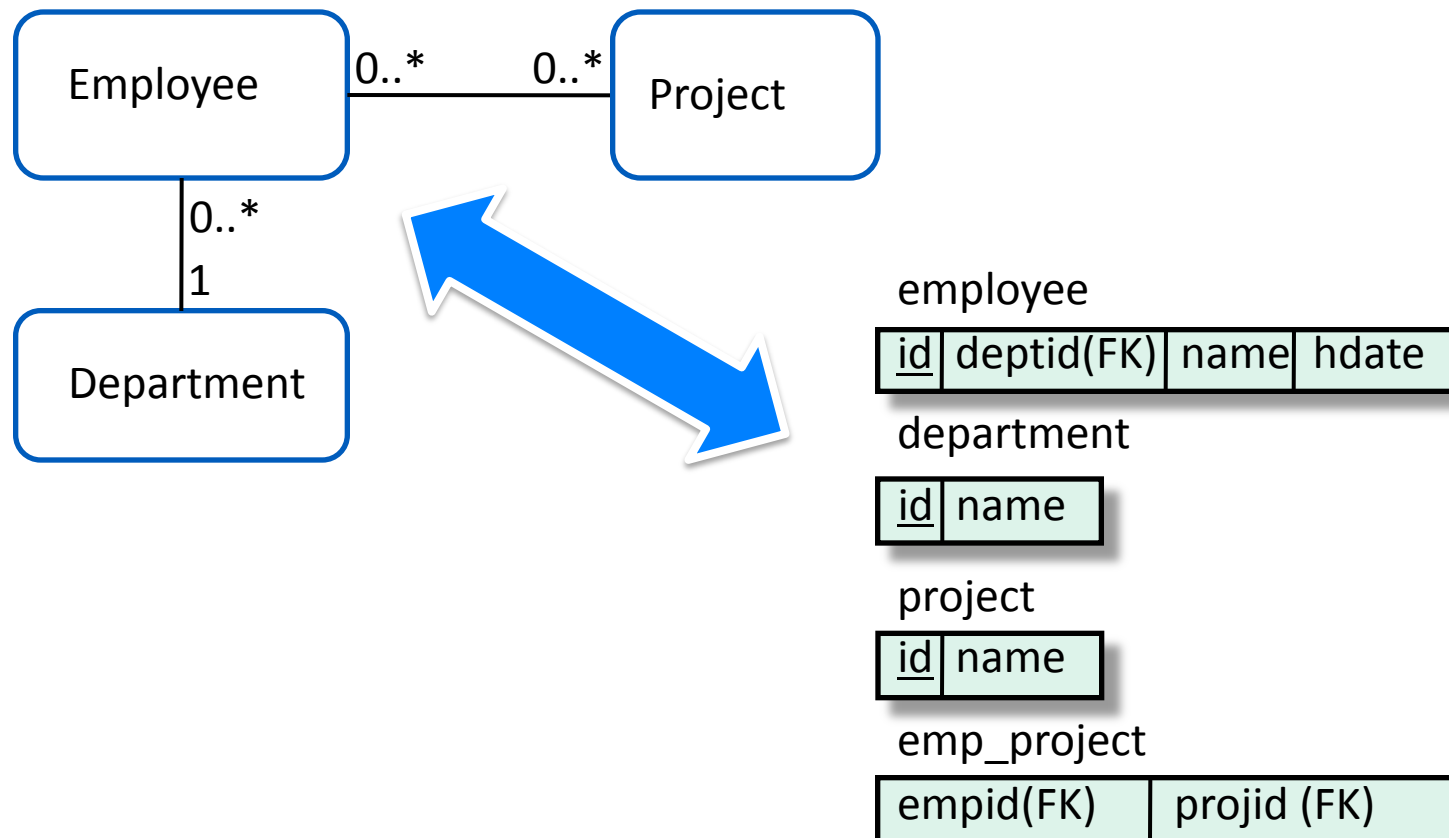 Employee
0..*
0..*
Project
0..*
1
Department
employee
id deptid(FK) name hdate
department
id name
project
id name
emp_project
empid(FK) projid (FK)